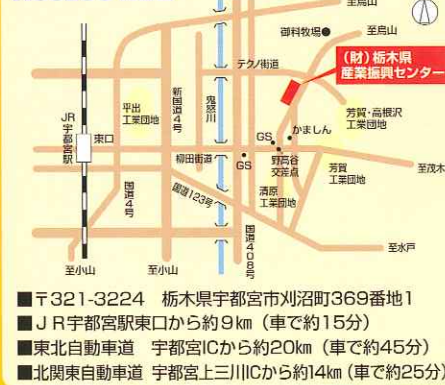 至烏山
御料牧場●
至烏山
テクノ街道
(財)栃木県
産業振興センター
新国道4号
鬼怒川
平出
工業団地
芳賀・高根沢
工業団地
JR宇都宮駅
東口
GS
かましん
柳田街道
GS
野高谷
交差点
芳賀
工業団地
至茂木
国道4号
国道123号
清原
工業団地
国道408号
至水戸
至小山
至小山
■〒321-3224 栃木県宇都宮市刈沼町369番地1
■JR宇都宮駅東口から約9km（車で約15分）
■東北自動車道 宇都宮ICから約20km（車で約45分）
■北関東自動車道 宇都宮上三川ICから約14km（車で約25分）